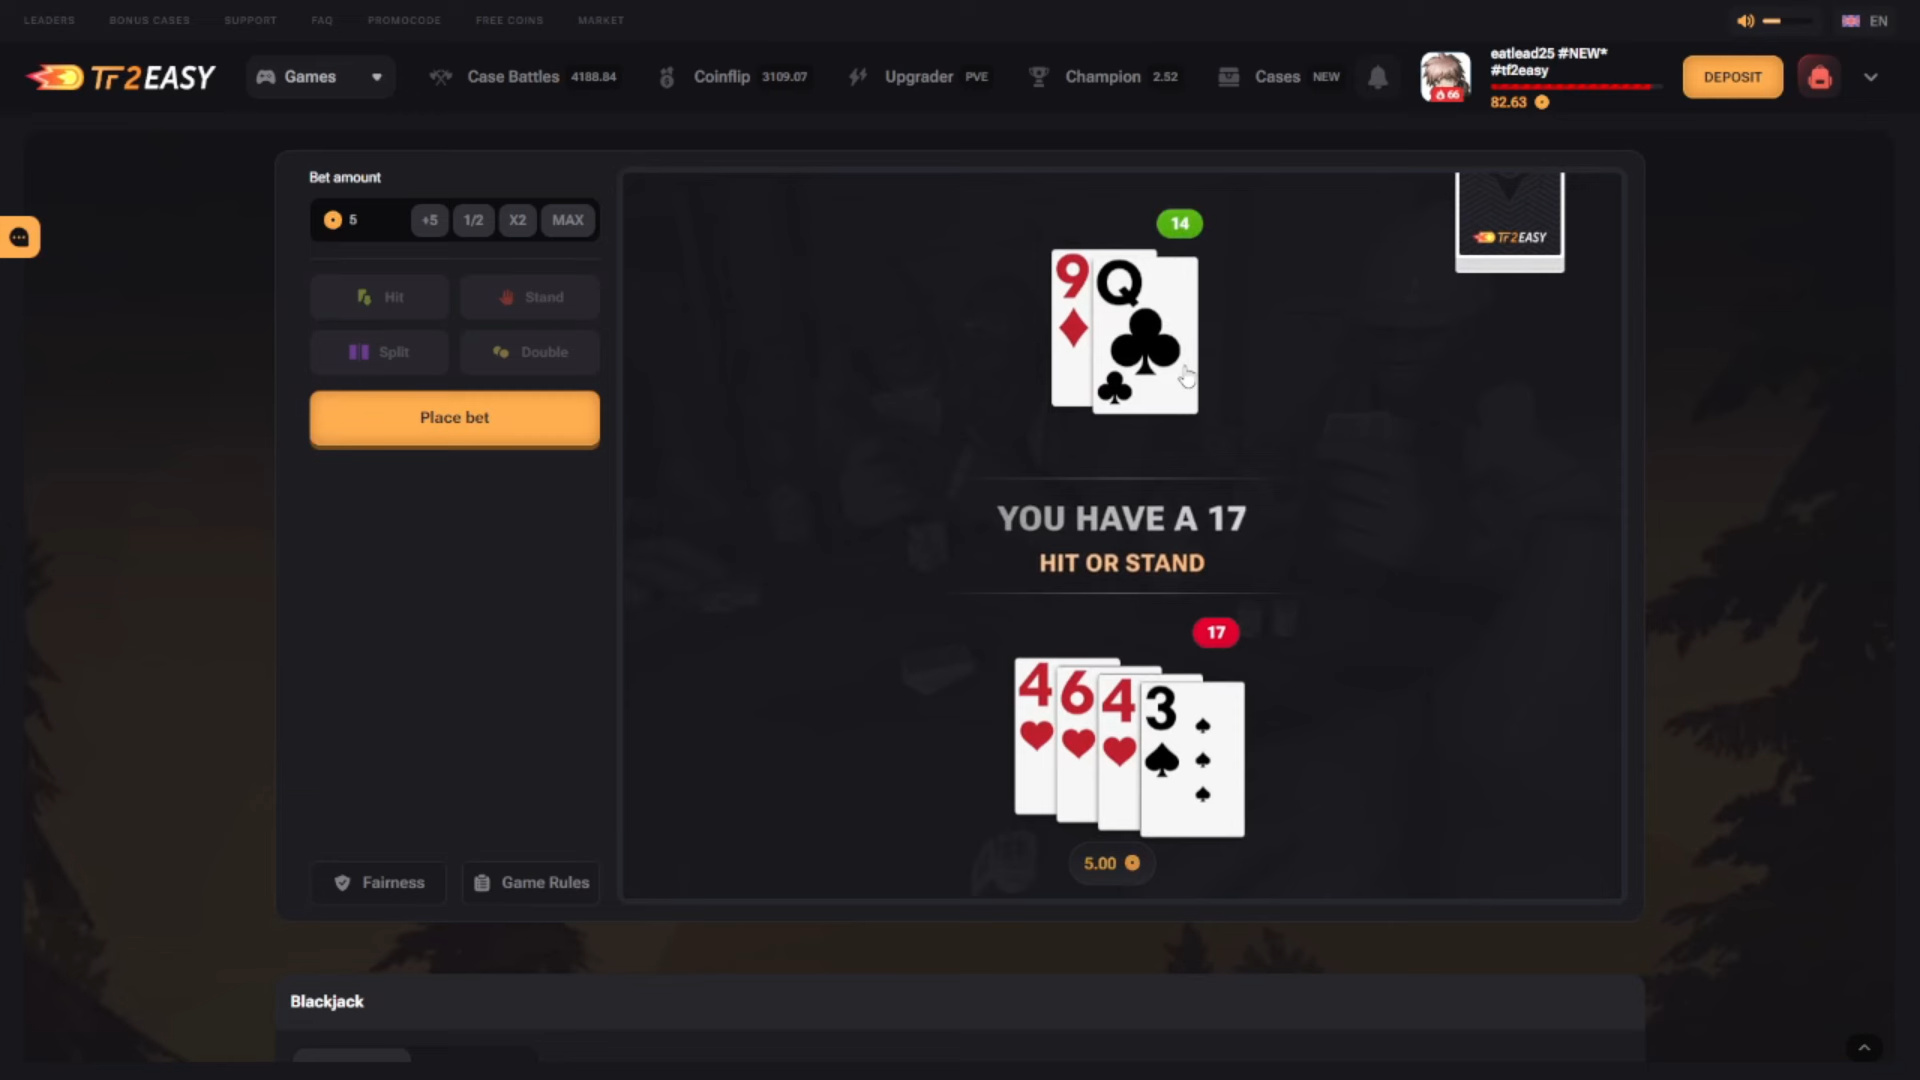 LEADERS BONUS CASES SUPPORT FAQ PROMOCODE FREE COINS MARKET EN
TF2EASY Games Case Battles 4188.84 Coinflip 3109.07 Upgrader PVE Champion 2.52 Cases NEW
66
eatlead25 #NEW*
#tf2easy
82.63
DEPOSIT
Bet amount
5 +5 1/2 X2 MAX
Hit Stand
Split Double
Place bet
Fairness Game Rules
TF2EASY
14
9 Q
YOU HAVE A 17
HIT OR STAND
17
4 6 4 3
5.00
Blackjack